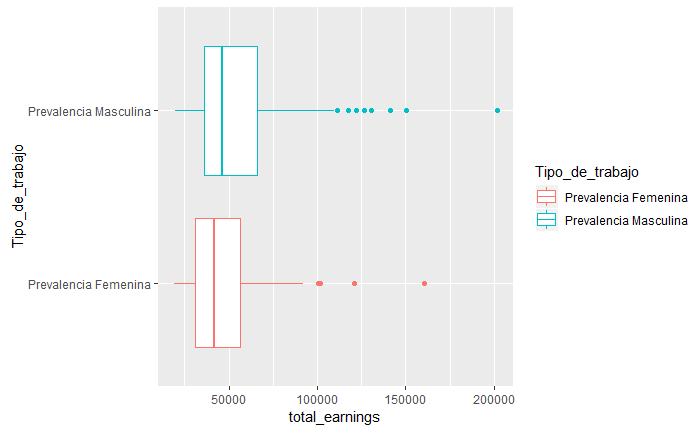 Tipo_de_trabajo
Prevalencia Masculina
Prevalencia Femenina
50000
100000
150000
200000
total_earnings
Tipo_de_trabajo
Prevalencia Femenina
Prevalencia Masculina